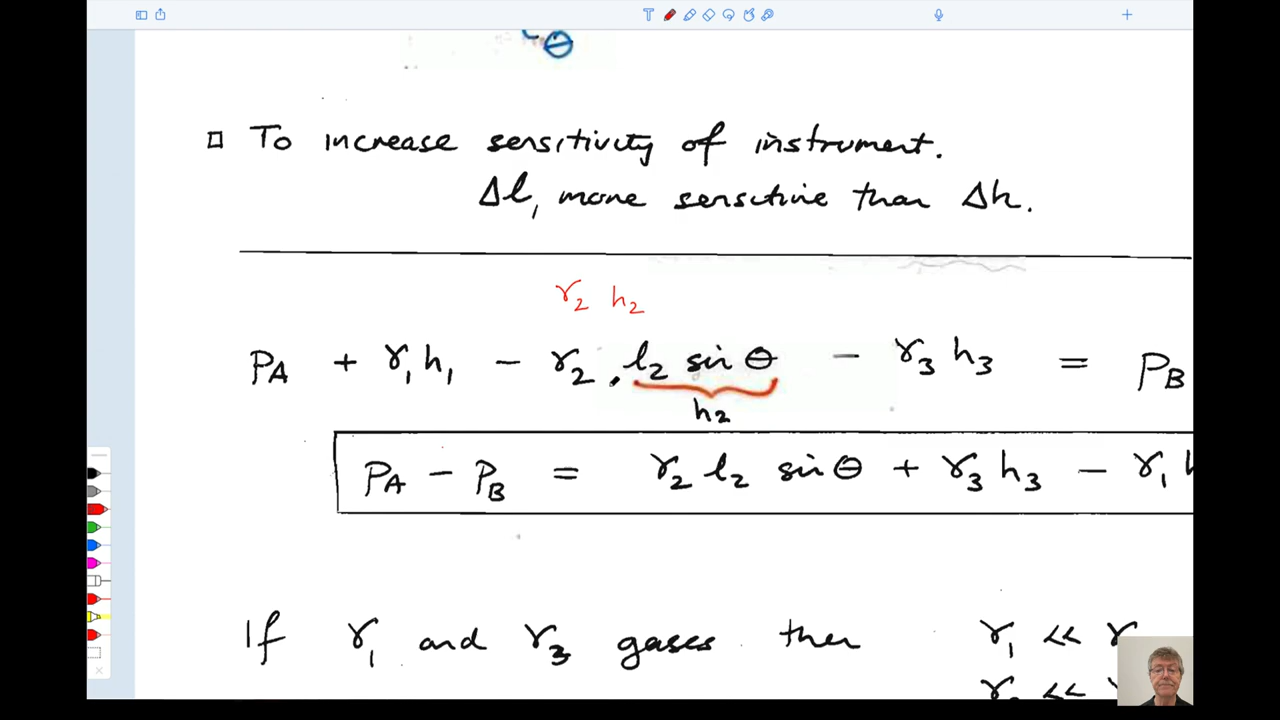 θ
□ To increase sensitivity of instrument.
Δl, more sensitive than Δh.
γ2 h2
PA + γ1 h1 − γ2 . l2 sin θ − γ3 h3 = PB
h2
PA − PB = γ2 l2 sin θ + γ3 h3 − γ1 h
If γ1 and γ3 gases then γ1 << γ
<<